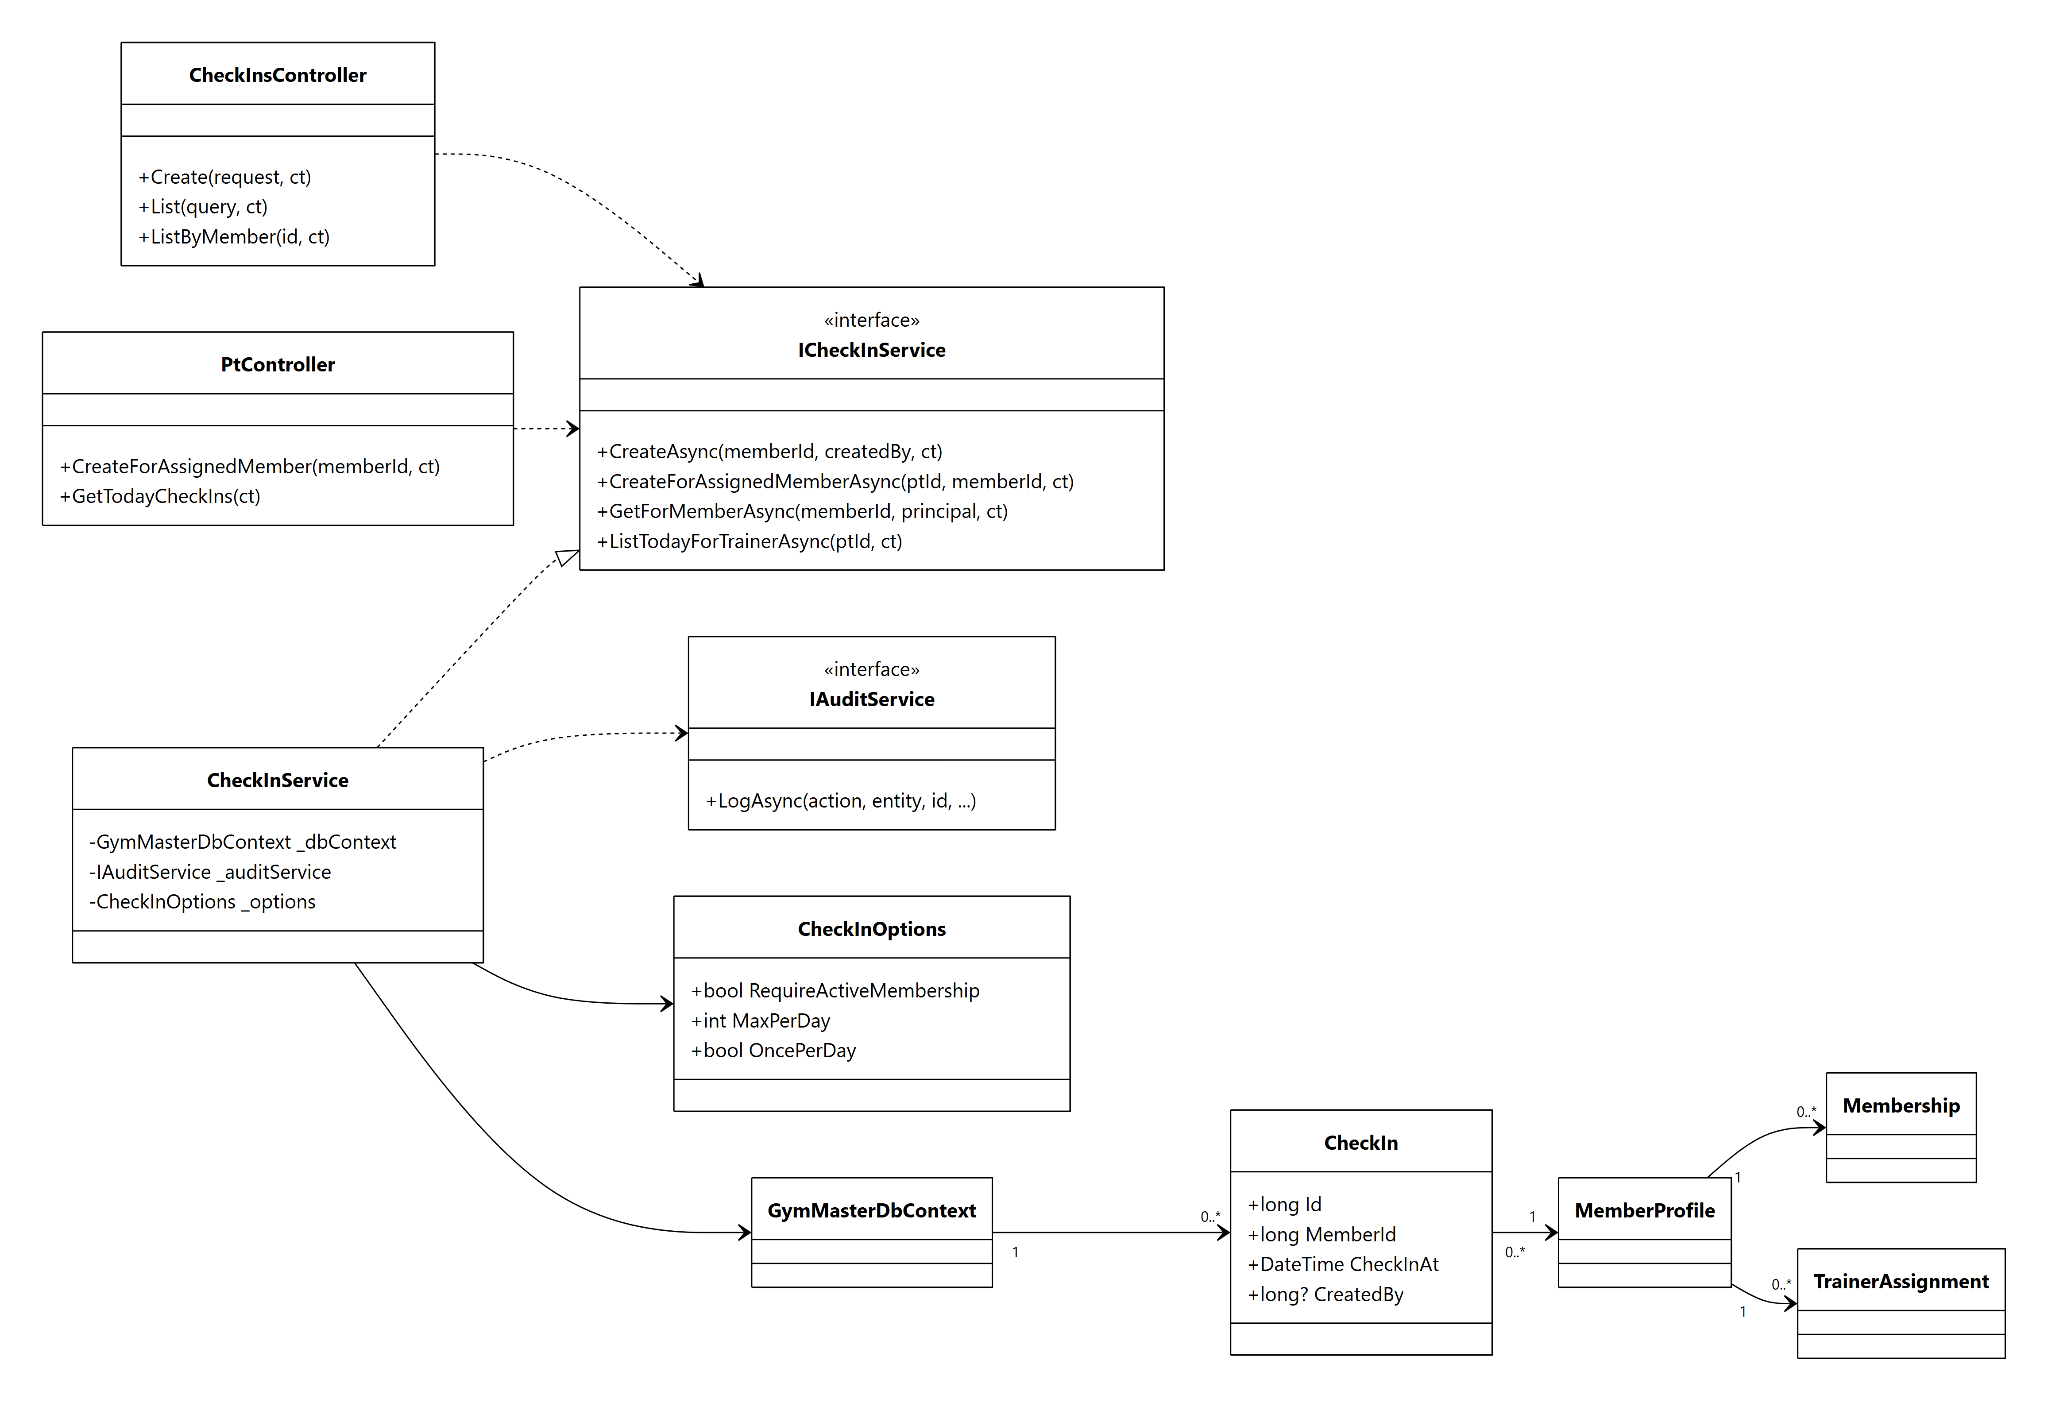 CheckInsController
+Create(request, ct)
+List(query, ct)
+ListByMember(id, ct)
«interface»
ICheckInService
+CreateAsync(memberId, createdBy, ct)
+CreateForAssignedMemberAsync(ptId, memberId, ct)
+GetForMemberAsync(memberId, principal, ct)
+ListTodayForTrainerAsync(ptId, ct)
PtController
+CreateForAssignedMember(memberId, ct)
+GetTodayCheckIns(ct)
«interface»
IAuditService
+LogAsync(action, entity, id, ...)
CheckInService
-GymMasterDbContext _dbContext
-IAuditService _auditService
-CheckInOptions _options
CheckInOptions
+bool RequireActiveMembership
+int MaxPerDay
+bool OncePerDay
GymMasterDbContext
1
0..*
CheckIn
+long Id
+long MemberId
+DateTime CheckInAt
+long? CreatedBy
1
0..*
MemberProfile
0..*
1
Membership
0..*
1
TrainerAssignment